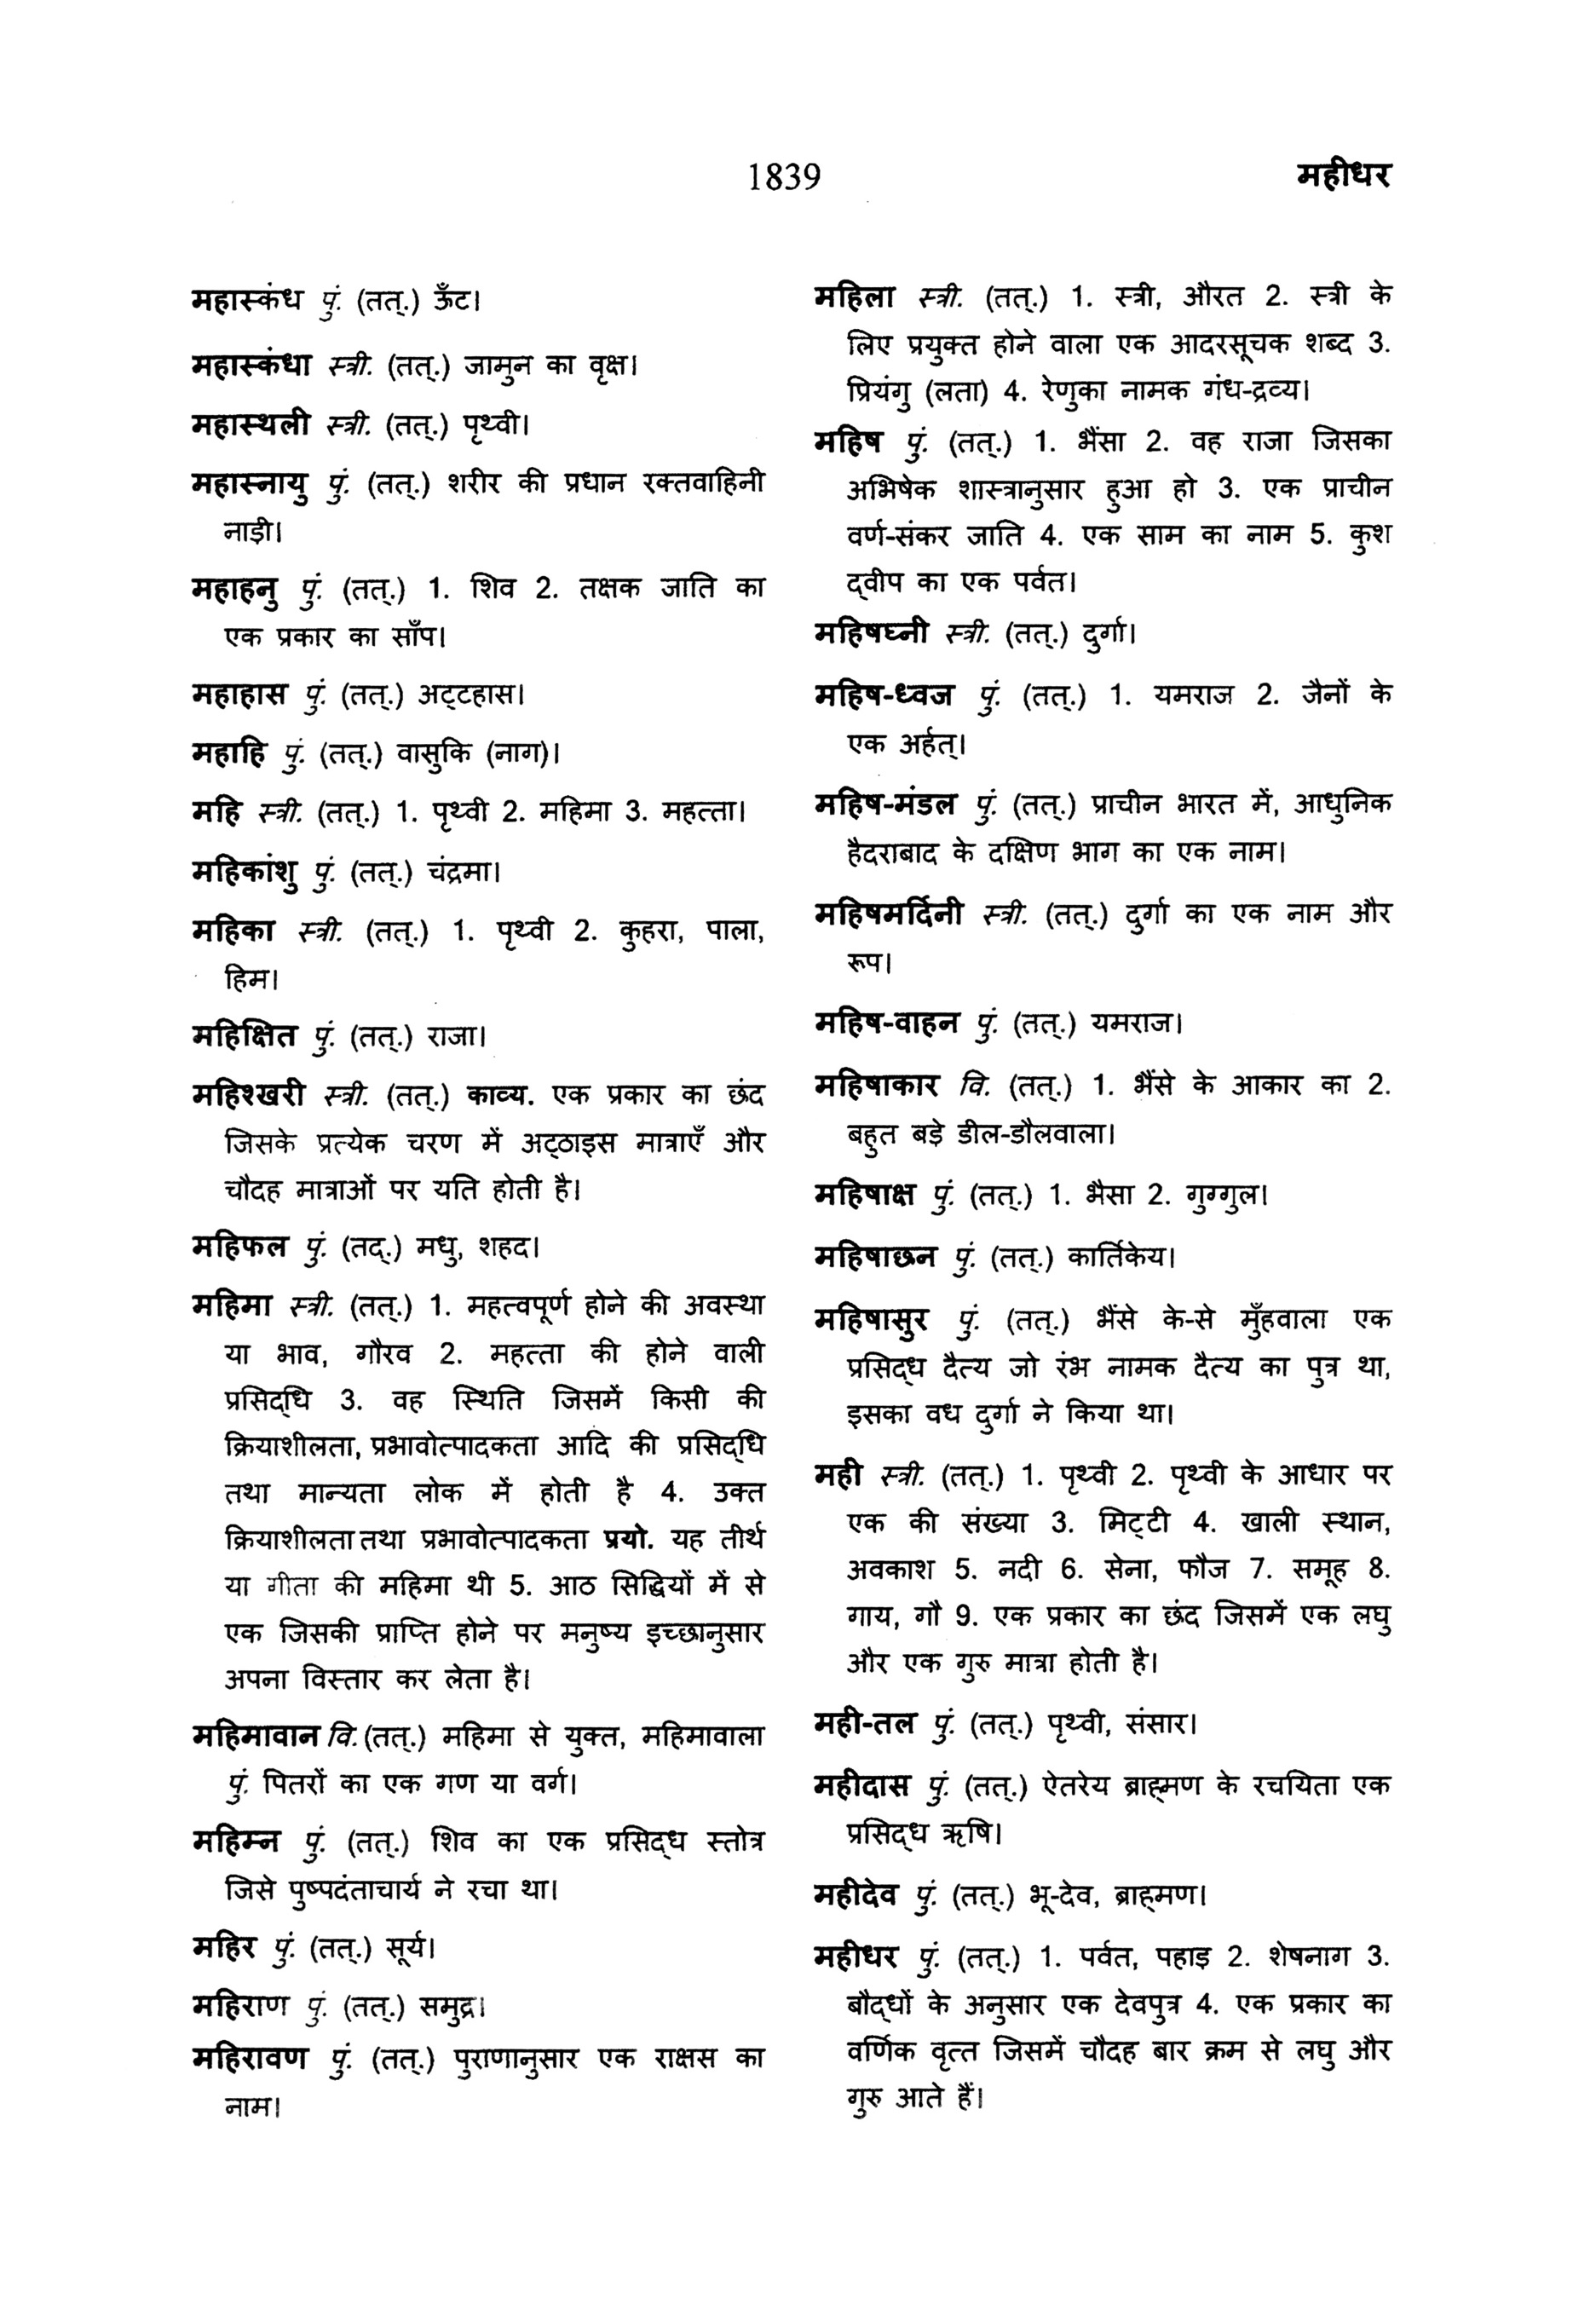 1839
महीधर
महास्कंध पुं. (तत्.) ऊँट।
महास्कंधा स्त्री. (तत्.) जामुन का वृक्ष।
महास्थली स्त्री. (तत्.) पृथ्वी।
महास्नायु पुं. (तत्.) शरीर की प्रधान रक्तवाहिनी
नाड़ी।
महाहनु पुं. (तत्.) 1. शिव 2. तक्षक जाति का
एक प्रकार का साँप।
महाहास पुं. (तत्.) अट्टहास।
महाहि पुं. (तत्.) वासुकि (नाग)।
महि स्त्री. (तत्.) 1. पृथ्वी 2. महिमा 3. महत्ता।
महिकांशु पुं. (तत्.) चंद्रमा।
महिका स्त्री. (तत्.) 1. पृथ्वी 2. कुहरा, पाला,
हिम।
महिक्षित पुं. (तत्.) राजा।
महिश्खरी स्त्री. (तत्.) काव्य. एक प्रकार का छंद
जिसके प्रत्येक चरण में अट्ठाइस मात्राएँ और
चौदह मात्राओं पर यति होती है।
महिफल पुं. (तद्.) मधु, शहद।
महिमा स्त्री. (तत्.) 1. महत्वपूर्ण होने की अवस्था
या भाव, गौरव 2. महत्ता की होने वाली
प्रसिद्धि 3. वह स्थिति जिसमें किसी की
क्रियाशीलता, प्रभावोत्पादकता आदि की प्रसिद्धि
तथा मान्यता लोक में होती है 4. उक्त
क्रियाशीलता तथा प्रभावोत्पादकता प्रयो. यह तीर्थ
या गीता की महिमा थी 5. आठ सिद्धियों में से
एक जिसकी प्राप्ति होने पर मनुष्य इच्छानुसार
अपना विस्तार कर लेता है।
महिमावान वि. (तत्.) महिमा से युक्त, महिमावाला
पुं. पितरों का एक गण या वर्ग।
महिम्न पुं. (तत्.) शिव का एक प्रसिद्ध स्तोत्र
जिसे पुष्पदंताचार्य ने रचा था।
महिर पुं. (तत्.) सूर्य।
महिराण पुं. (तत्.) समुद्र।
महिरावण पुं. (तत्.) पुराणानुसार एक राक्षस का
नाम।
महिला स्त्री. (तत्.) 1. स्त्री, औरत 2. स्त्री के
लिए प्रयुक्त होने वाला एक आदरसूचक शब्द 3.
प्रियंगु (लता) 4. रेणुका नामक गंध-द्रव्य।
महिष पुं. (तत्.) 1. भैंसा 2. वह राजा जिसका
अभिषेक शास्त्रानुसार हुआ हो 3. एक प्राचीन
वर्ण-संकर जाति 4. एक साम का नाम 5. कुश
द्वीप का एक पर्वत।
महिषघ्नी स्त्री. (तत्.) दुर्गा।
महिष-ध्वज पुं. (तत्.) 1. यमराज 2. जैनों के
एक अर्हत्।
महिष-मंडल पुं. (तत्.) प्राचीन भारत में, आधुनिक
हैदराबाद के दक्षिण भाग का एक नाम।
महिषमर्दिनी स्त्री. (तत्.) दुर्गा का एक नाम और
रूप।
महिष-वाहन पुं. (तत्.) यमराज।
महिषाकार वि. (तत्.) 1. भैंसे के आकार का 2.
बहुत बड़े डील-डौलवाला।
महिषाक्ष पुं. (तत्.) 1. भैसा 2. गुग्गुल।
महिषाछन पुं. (तत्.) कार्तिकेय।
महिषासुर पुं. (तत्.) भैंसे के-से मुँहवाला एक
प्रसिद्ध दैत्य जो रंभ नामक दैत्य का पुत्र था,
इसका वध दुर्गा ने किया था।
मही स्त्री. (तत्.) 1. पृथ्वी 2. पृथ्वी के आधार पर
एक की संख्या 3. मिट्टी 4. खाली स्थान,
अवकाश 5. नदी 6. सेना, फौज 7. समूह 8.
गाय, गौ 9. एक प्रकार का छंद जिसमें एक लघु
और एक गुरु मात्रा होती है।
मही-तल पुं. (तत्.) पृथ्वी, संसार।
महीदास पुं. (तत्.) ऐतरेय ब्राह्मण के रचयिता एक
प्रसिद्ध ऋषि।
महीदेव पुं. (तत्.) भू-देव, ब्राह्मण।
महीधर पुं. (तत्.) 1. पर्वत, पहाड़ 2. शेषनाग 3.
बौद्धों के अनुसार एक देवपुत्र 4. एक प्रकार का
वर्णिक वृत्त जिसमें चौदह बार क्रम से लघु और
गुरु आते हैं।